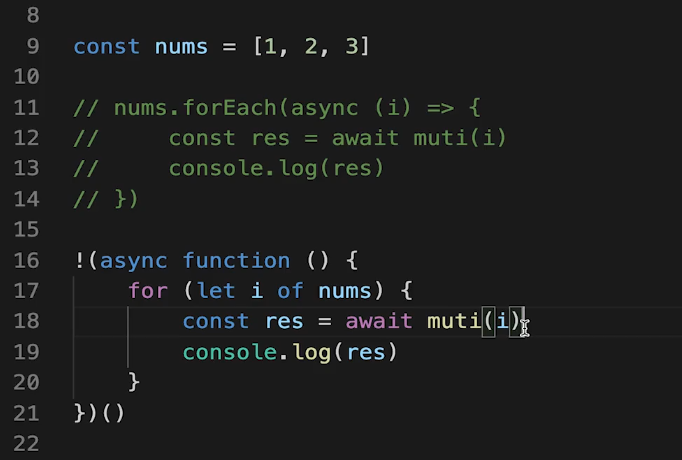 8
9 const nums = [1, 2, 3]
10
11 // nums.forEach(async (i) => {
12 //     const res = await muti(i)
13 //     console.log(res)
14 // })
15
16 !(async function () {
17     for (let i of nums) {
18         const res = await muti(i)
19         console.log(res)
20     }
21 })()
22